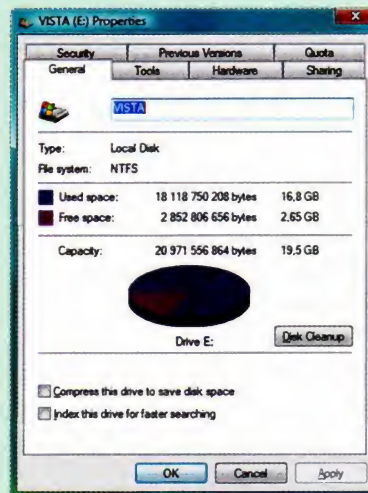 VISTA (E:) Properties
Security Previous Versions Quota
General Tools Hardware Sharing
VISTA
Type: Local Disk
File system: NTFS
Used space: 18 118 750 208 bytes 16,8 GB
Free space: 2 852 806 656 bytes 2,65 GB
Capacity: 20 971 556 864 bytes 19,5 GB
Drive E:
Disk Cleanup
Compress this drive to save disk space
Index this drive for faster searching
OK Cancel Apply